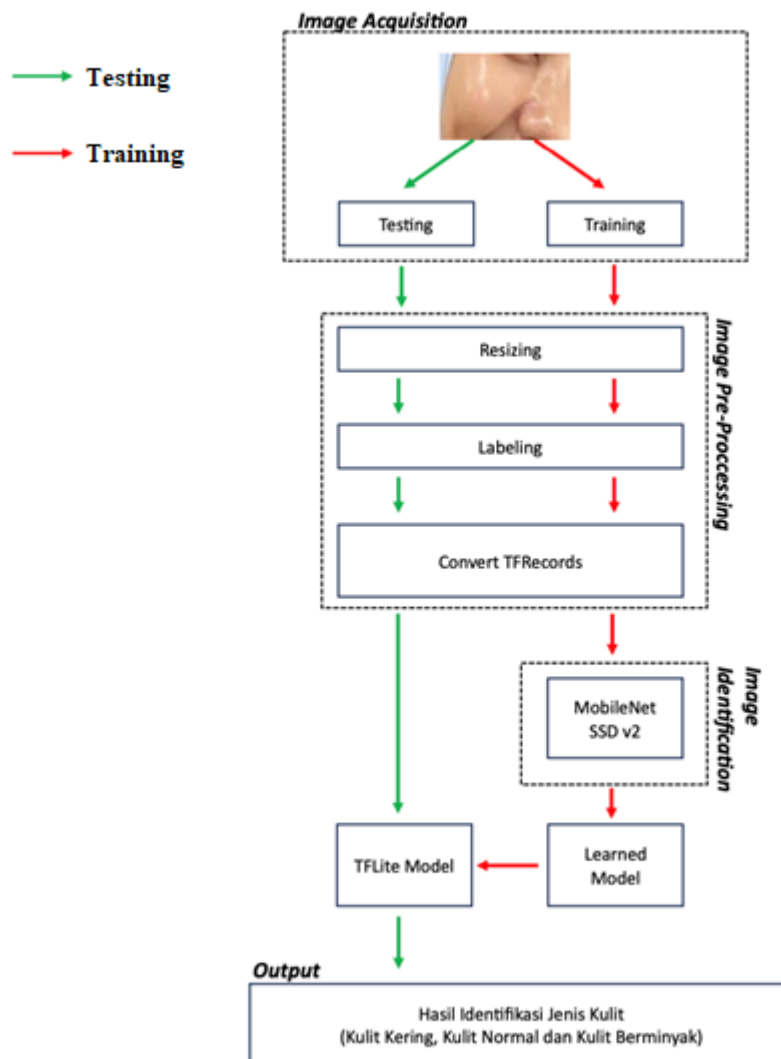 Image Acquisition
Testing
Training
Testing
Training
Image Pre-Proccessing
Resizing
Labeling
Convert TFRecords
Image
Identification
MobileNet
SSD v2
TFLite Model
Learned
Model
Output
Hasil Identifikasi Jenis Kulit
(Kulit Kering, Kulit Normal dan Kulit Berminyak)